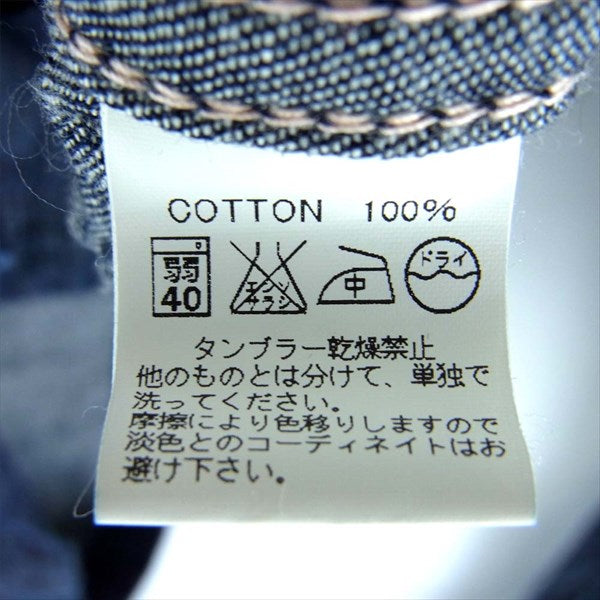 COTTON 100%
弱 エンソ サラシ 中 ドライ
40
タンブラー乾燥禁止
他のものとは分けて、単独で
洗ってください。
摩擦により色移りしますので
淡色とのコーディネイトはお
避け下さい。